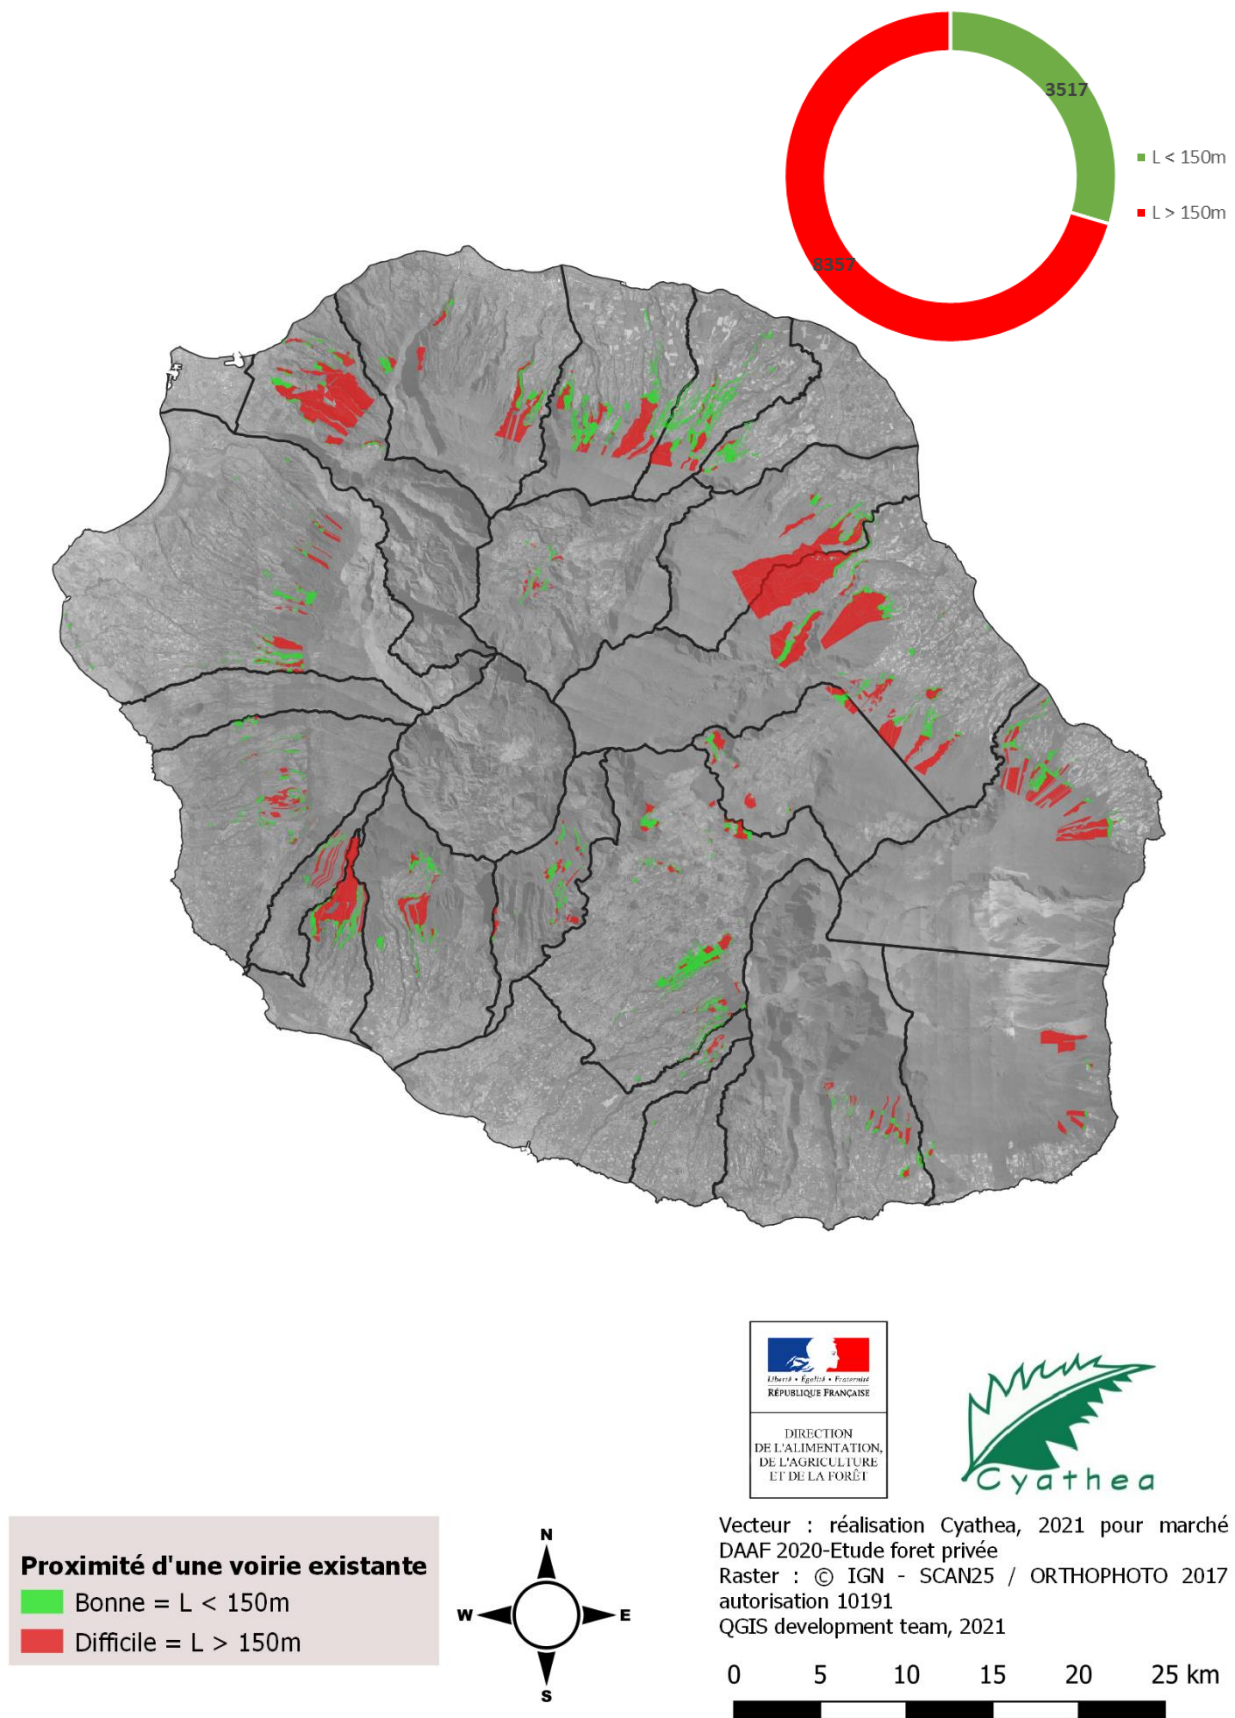 3517
L < 150m
L > 150m
8357
Liberté • Égalité • Fraternité
RÉPUBLIQUE FRANÇAISE
DIRECTION
DE L'ALIMENTATION,
DE L'AGRICULTURE
ET DE LA FORÊT
Cyathea
Vecteur : réalisation Cyathea, 2021 pour marché
DAAF 2020-Etude foret privée
Raster : © IGN - SCAN25 / ORTHOPHOTO 2017
autorisation 10191
QGIS development team, 2021
Proximité d'une voirie existante
Bonne = L < 150m
Difficile = L > 150m
N
W
E
S
0 5 10 15 20 25 km